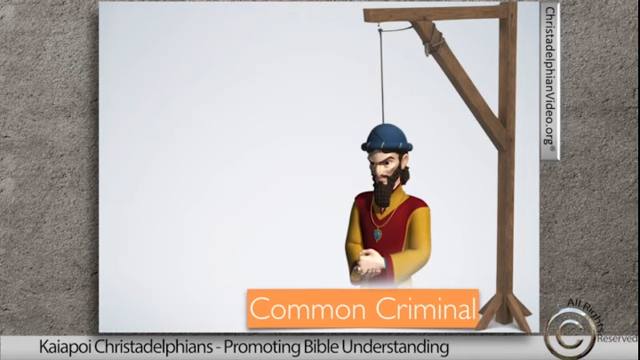 ChristadelphianVideo.org®
Common Criminal
All Rights
Reserved
Kaiapoi Christadelphians - Promoting Bible Understanding